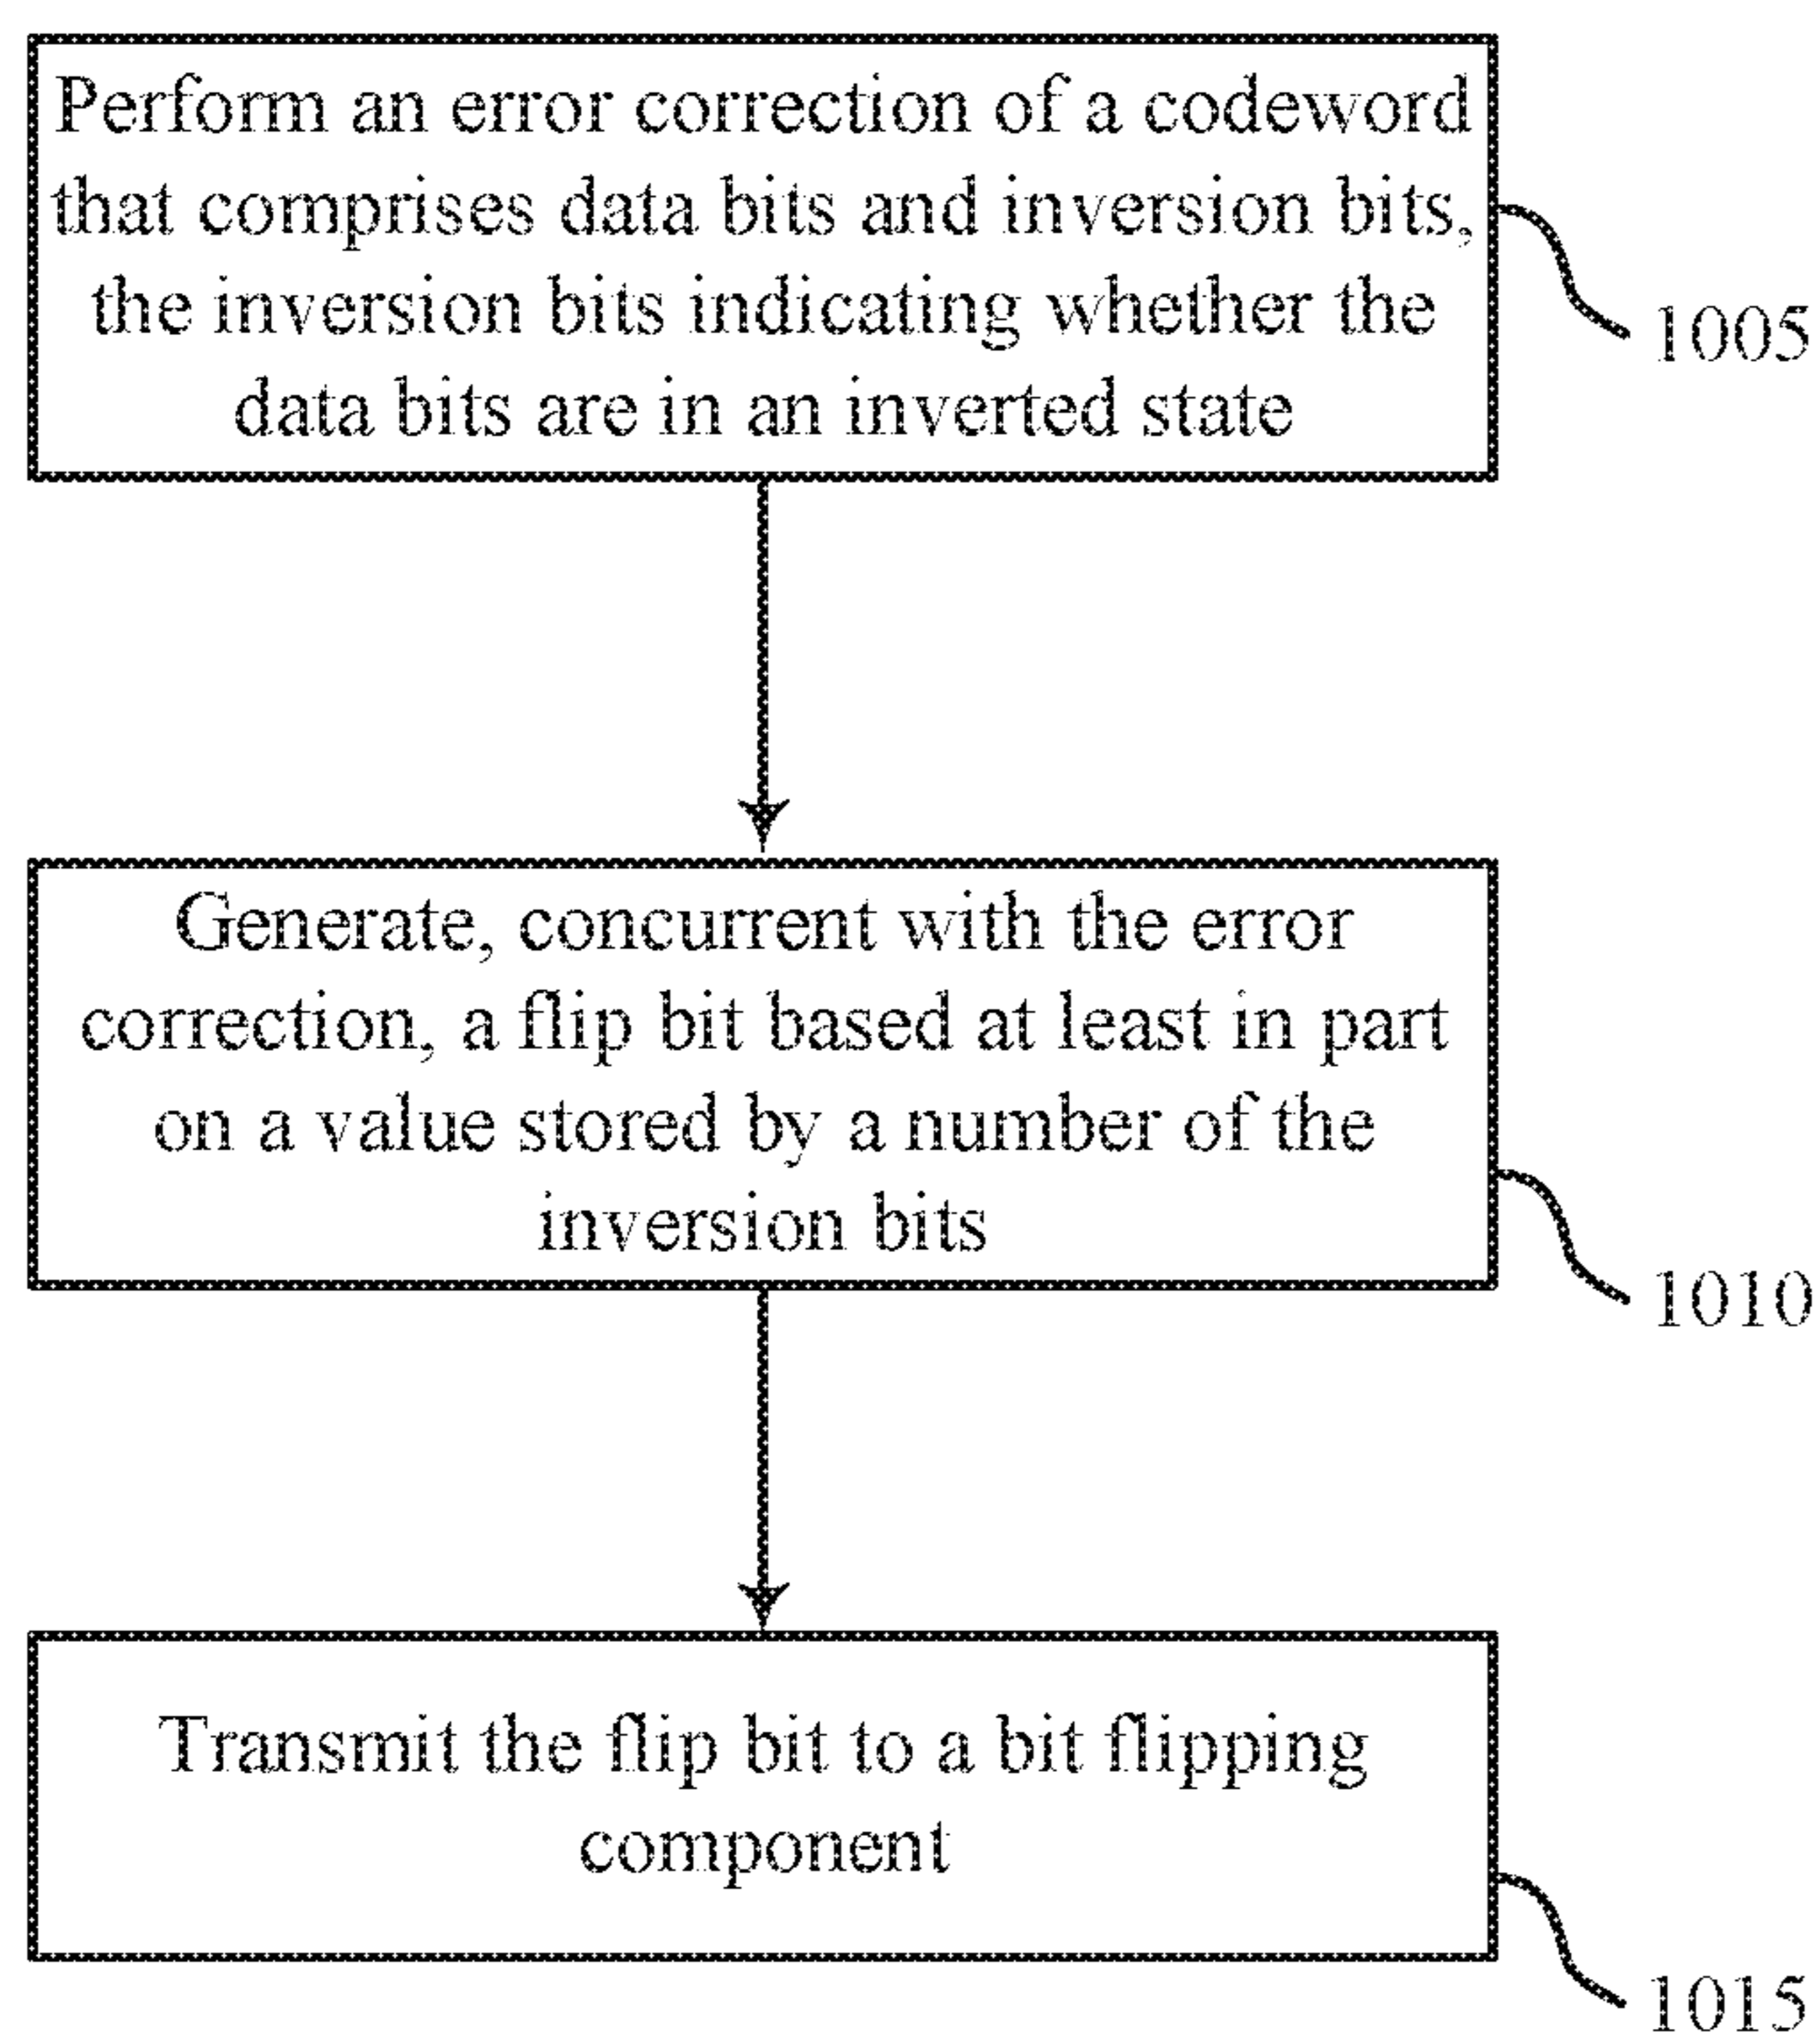 Perform an error correction of a codeword
that comprises data bits and inversion bits,
the inversion bits indicating whether the
data bits are in an inverted state
1005
Generate, concurrent with the error
correction, a flip bit based at least in part
on a value stored by a number of the
inversion bits
1010
Transmit the flip bit to a bit flipping
component
1015